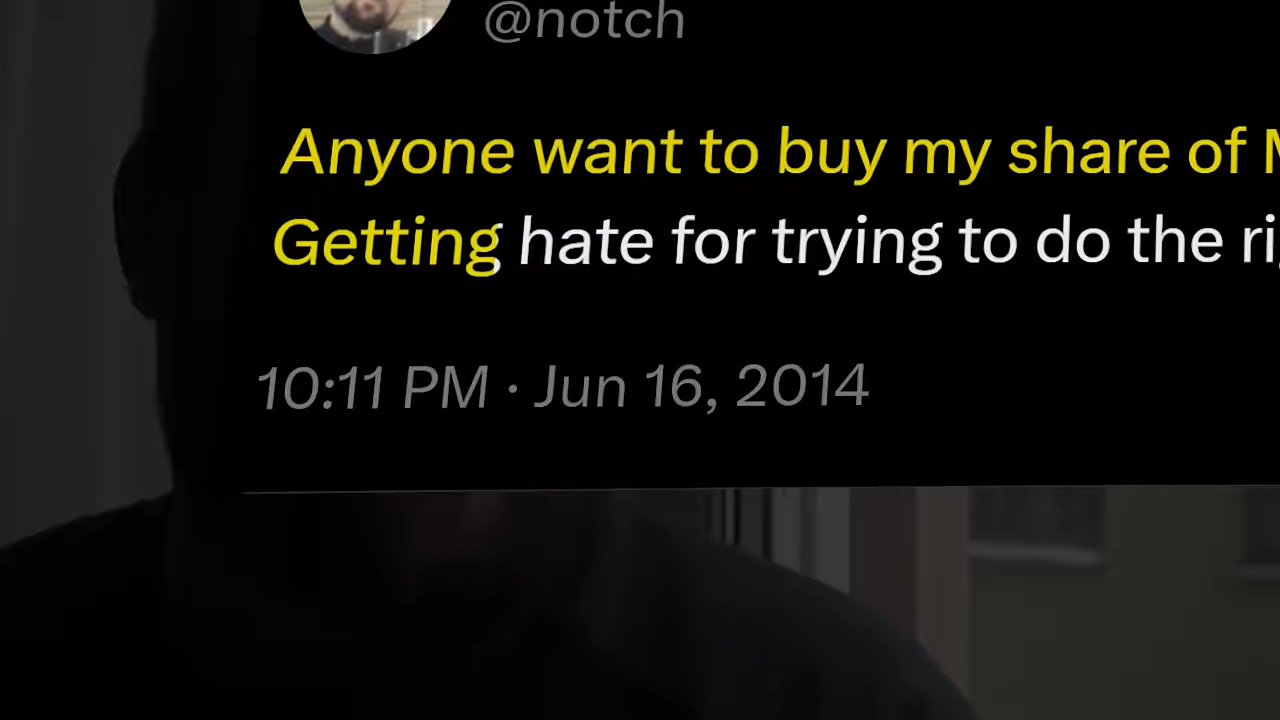 @notch
Anyone want to buy my share of
Getting hate for trying to do the
10:11 PM · Jun 16, 2014